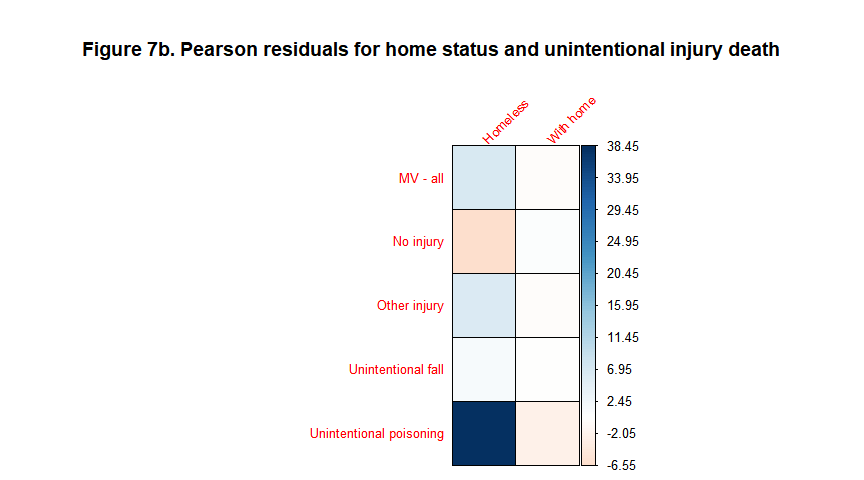 Figure 7b. Pearson residuals for home status and unintentional injury death
Homeless
With home
38.45
MV - all
33.95
29.45
No injury
24.95
20.45
Other injury
15.95
11.45
Unintentional fall
6.95
2.45
Unintentional poisoning
-2.05
-6.55